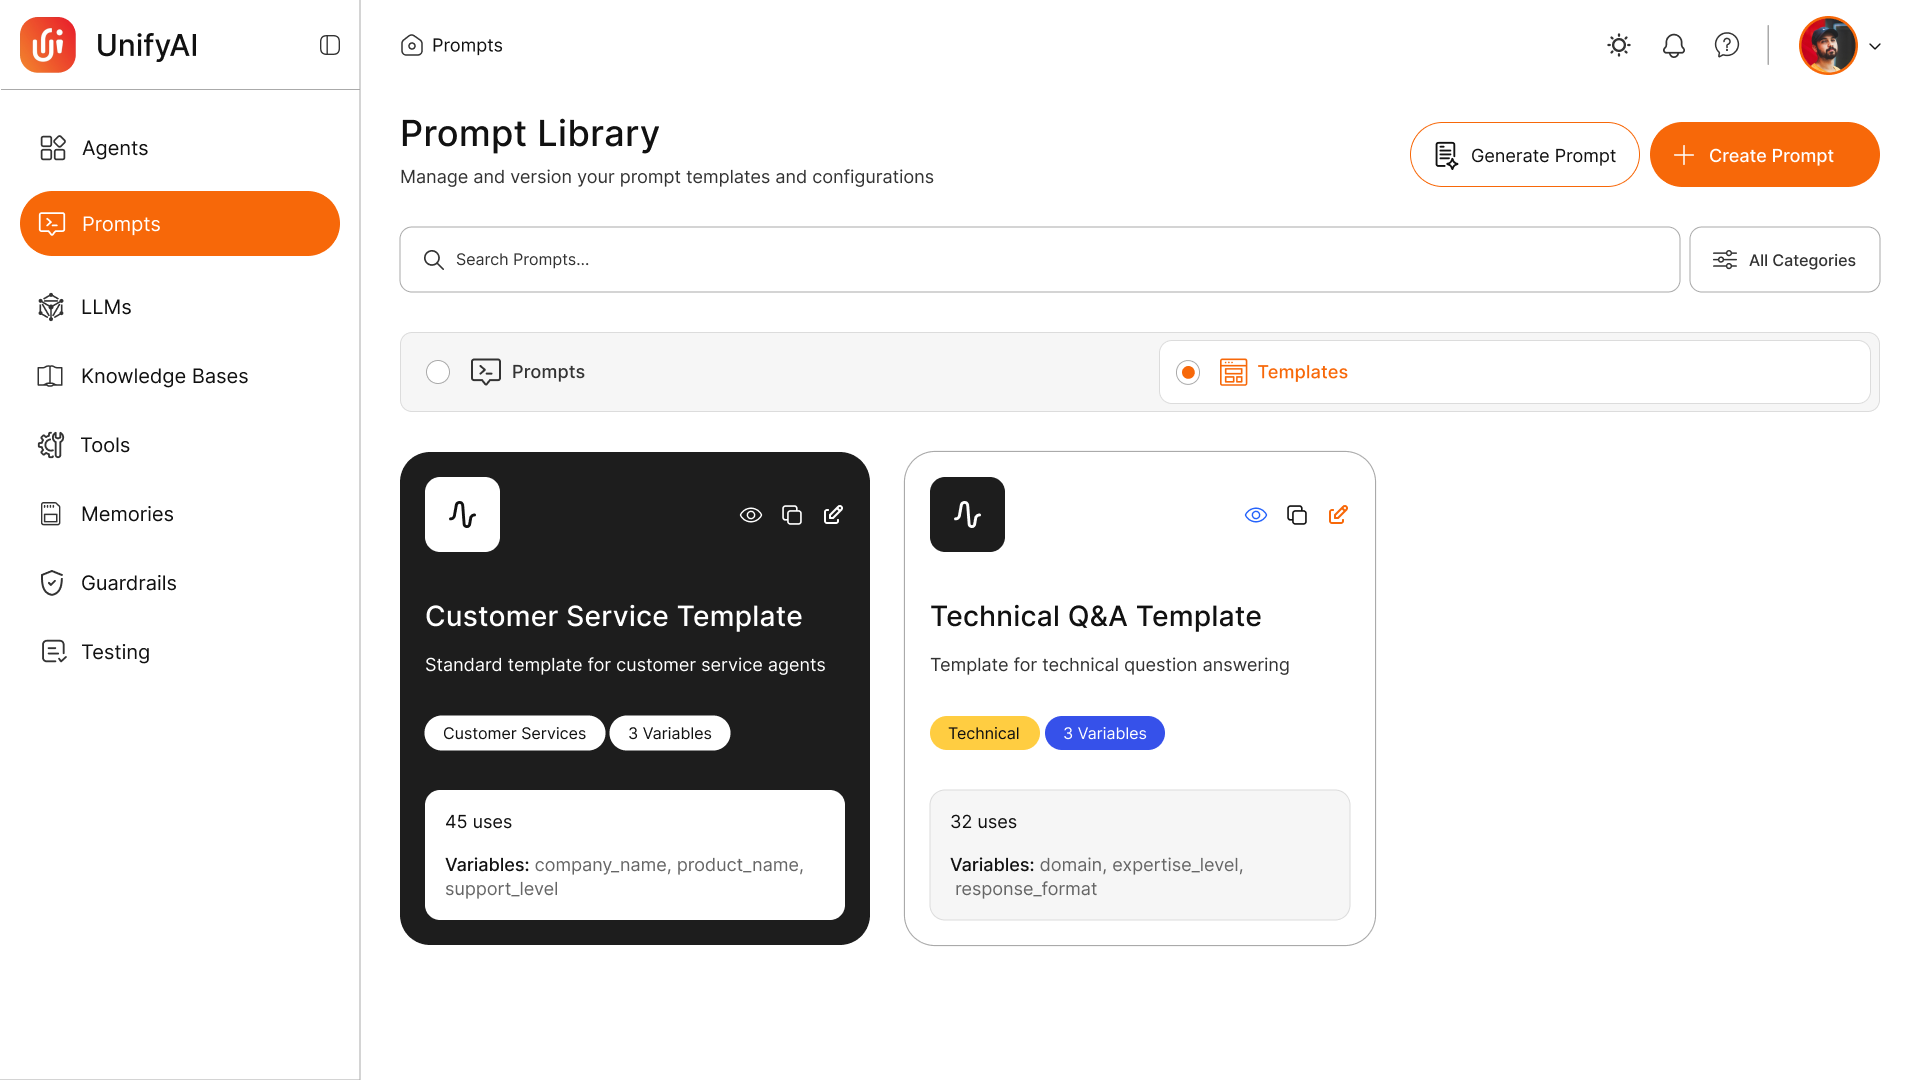 UnifyAI
Prompts
Agents
Prompts
LLMs
Knowledge Bases
Tools
Memories
Guardrails
Testing
Prompt Library
Manage and version your prompt templates and configurations
Generate Prompt
Create Prompt
Search Prompts...
All Categories
Prompts
Templates
Customer Service Template
Standard template for customer service agents
Customer Services
3 Variables
45 uses
Variables: company_name, product_name,
support_level
Technical Q&A Template
Template for technical question answering
Technical
3 Variables
32 uses
Variables: domain, expertise_level,
response_format